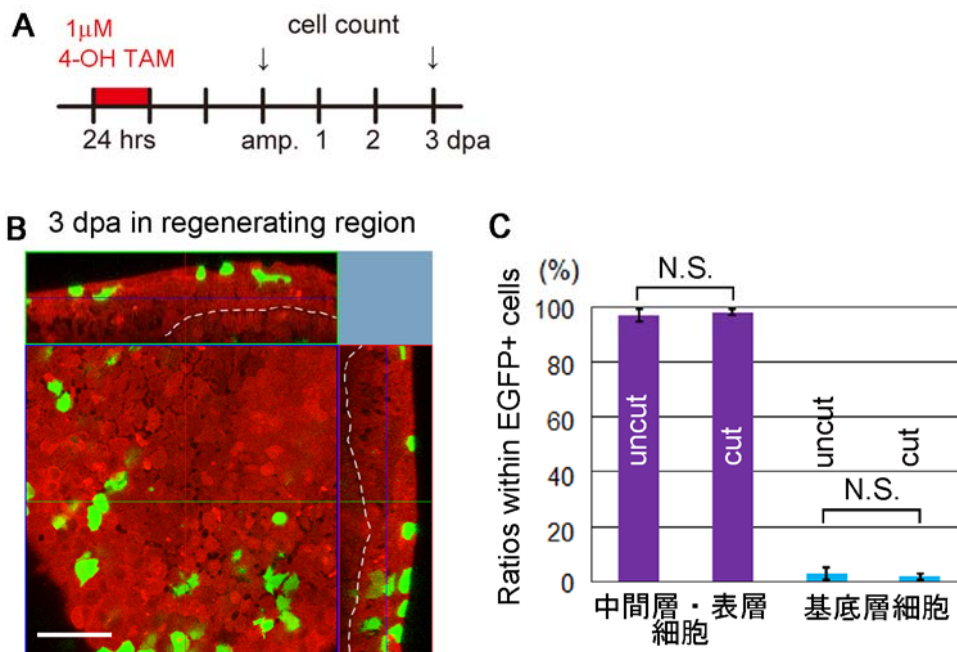 A
1μM
4-OH TAM
cell count
↓ ↓
24 hrs amp. 1 2 3 dpa
B 3 dpa in regenerating region
C
Ratios within EGFP+ cells
(%)
100
80
60
40
20
0
N.S.
uncut
cut
uncut
cut
N.S.
中間層・表層
細胞
基底層細胞